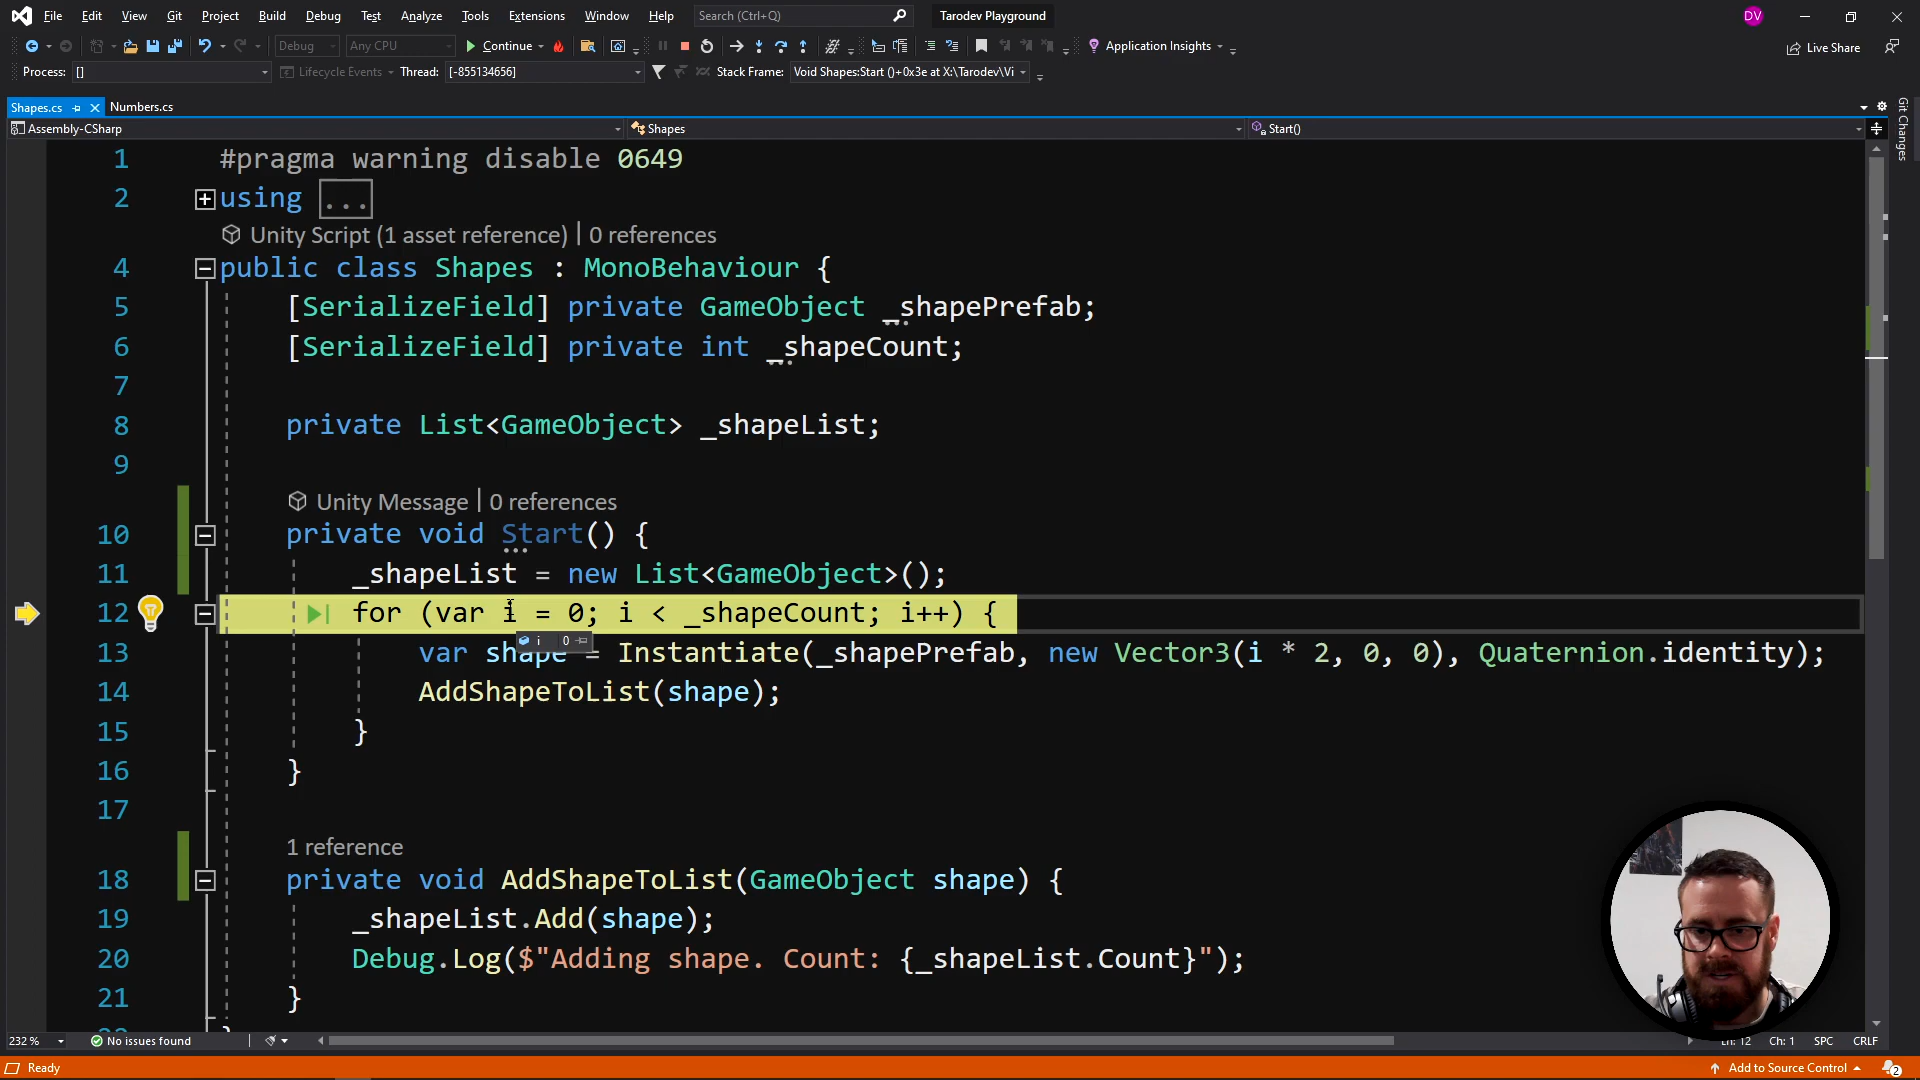 File Edit View Git Project Build Debug Test Analyze Tools Extensions Window Help Search (Ctrl+Q) Tarodev Playground DV
Debug Any CPU Continue Application Insights Live Share
Process: [] Lifecycle Events Thread: [-855134656] Stack Frame: Void Shapes:Start ()+0x3e at X:\Tarodev\Vi
Shapes.cs Numbers.cs
Git Changes
Assembly-CSharp Shapes Start()
1 #pragma warning disable 0649
2 using ...
Unity Script (1 asset reference) | 0 references
4 public class Shapes : MonoBehaviour {
5 [SerializeField] private GameObject _shapePrefab;
6 [SerializeField] private int _shapeCount;
7
8 private List<GameObject> _shapeList;
9
Unity Message | 0 references
10 private void Start() {
11 _shapeList = new List<GameObject>();
12 for (var i = 0; i < _shapeCount; i++) {
i 0
13 var shape = Instantiate(_shapePrefab, new Vector3(i * 2, 0, 0), Quaternion.identity);
14 AddShapeToList(shape);
15 }
16 }
17
1 reference
18 private void AddShapeToList(GameObject shape) {
19 _shapeList.Add(shape);
20 Debug.Log($"Adding shape. Count: {_shapeList.Count}");
21 }
232 % No issues found Ln: 12 Ch: 1 SPC CRLF
Ready Add to Source Control 2